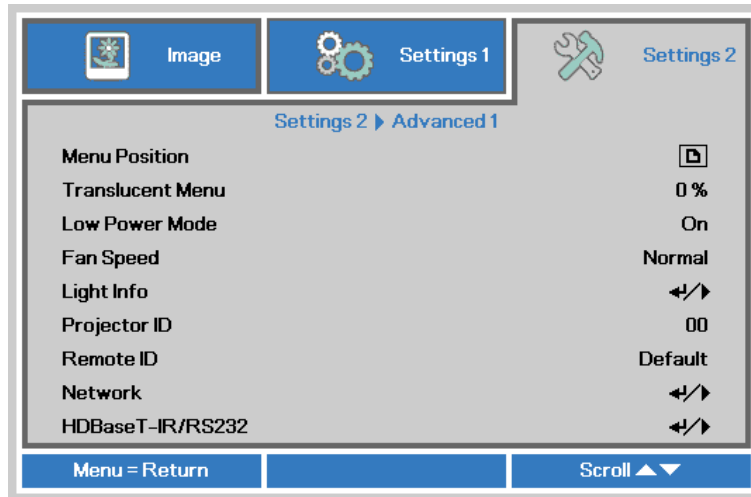 Image Settings 1 Settings 2
Settings 2 ▶ Advanced 1
Menu Position
Translucent Menu 0 %
Low Power Mode On
Fan Speed Normal
Light Info ↵/▶
Projector ID 00
Remote ID Default
Network ↵/▶
HDBaseT-IR/RS232 ↵/▶
Menu = Return Scroll ▲▼